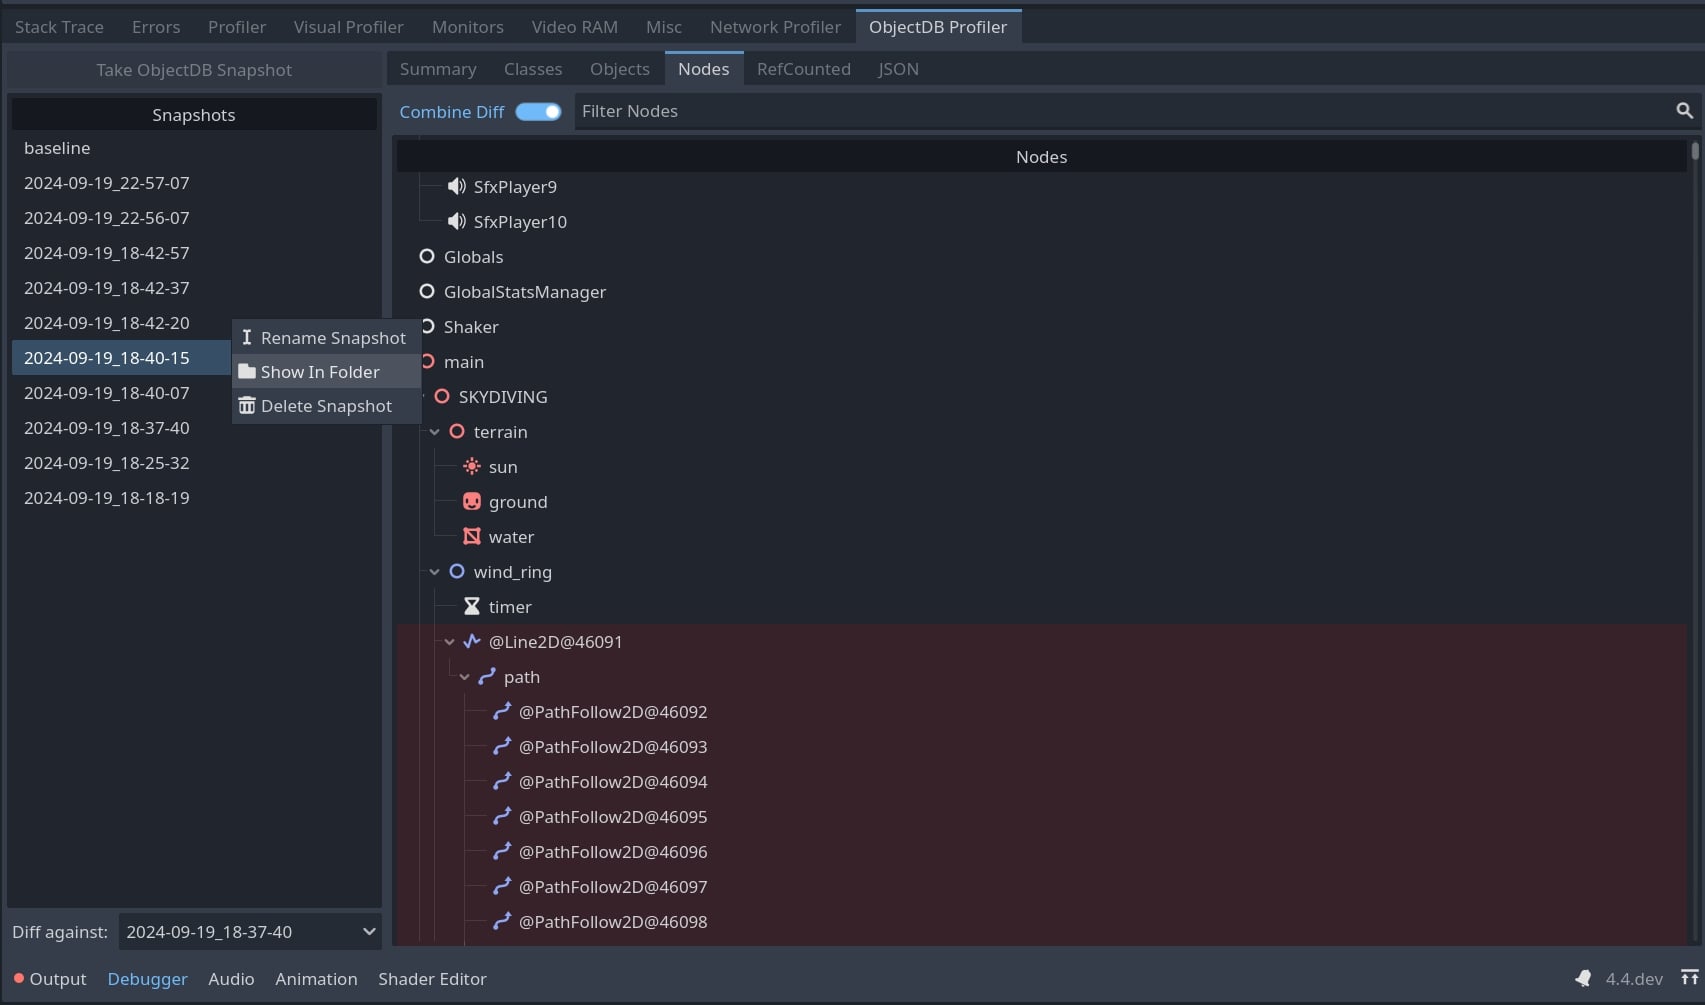 Stack Trace Errors Profiler Visual Profiler Monitors Video RAM Misc Network Profiler ObjectDB Profiler
Take ObjectDB Snapshot
Snapshots
baseline
2024-09-19_22-57-07
2024-09-19_22-56-07
2024-09-19_18-42-57
2024-09-19_18-42-37
2024-09-19_18-42-20
2024-09-19_18-40-15
2024-09-19_18-40-07
2024-09-19_18-37-40
2024-09-19_18-25-32
2024-09-19_18-18-19
Rename Snapshot
Show In Folder
Delete Snapshot
Diff against: 2024-09-19_18-37-40
Summary Classes Objects Nodes RefCounted JSON
Combine Diff Filter Nodes
Nodes
SfxPlayer9
SfxPlayer10
Globals
GlobalStatsManager
Shaker
main
SKYDIVING
terrain
sun
ground
water
wind_ring
timer
@Line2D@46091
path
@PathFollow2D@46092
@PathFollow2D@46093
@PathFollow2D@46094
@PathFollow2D@46095
@PathFollow2D@46096
@PathFollow2D@46097
@PathFollow2D@46098
Output Debugger Audio Animation Shader Editor 4.4.dev